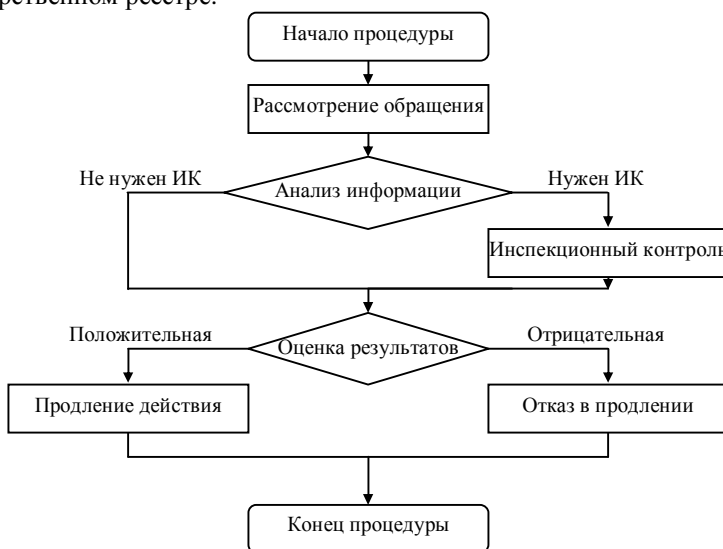 реестре.
Начало процедуры
Рассмотрение обращения
Не нужен ИК
Анализ информации
Нужен ИК
Инспекционный контроль
Положительная
Оценка результатов
Отрицательная
Продление действия
Отказ в продлении
Конец процедуры